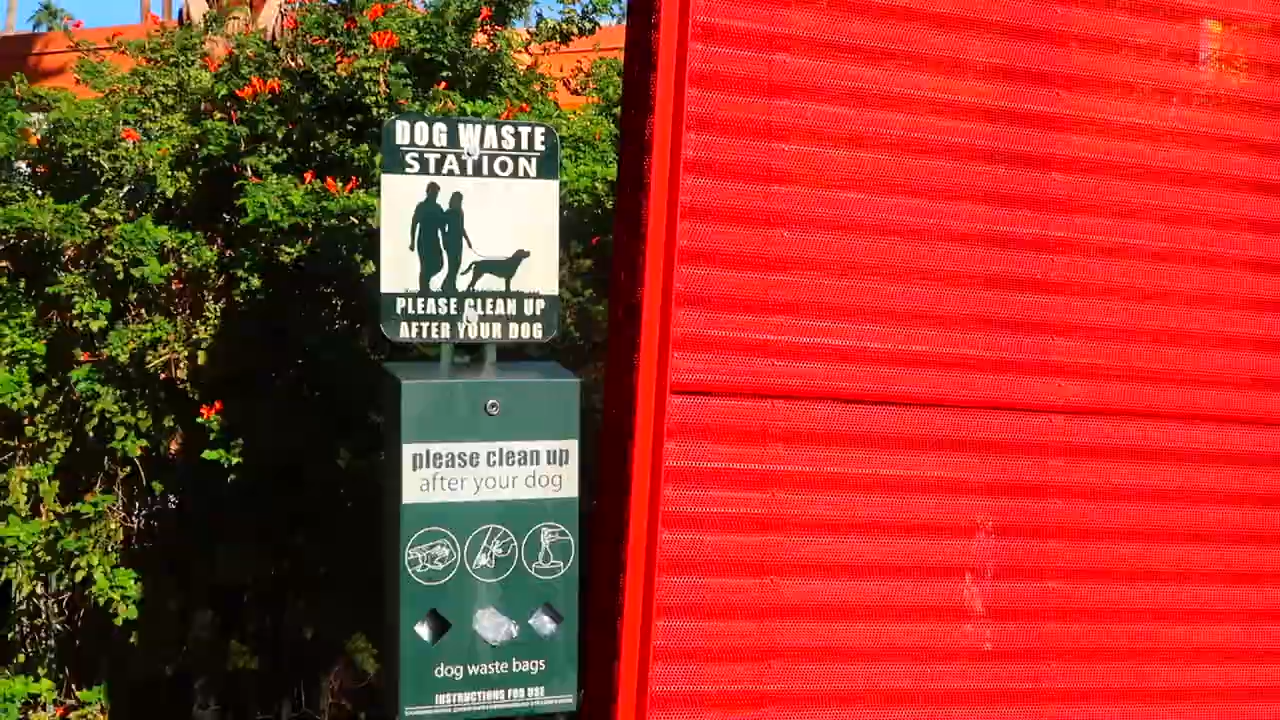 DOG WASTE
STATION
PLEASE CLEAN UP
AFTER YOUR DOG
please clean up
after your dog
dog waste bags
INSTRUCTIONS FOR USE